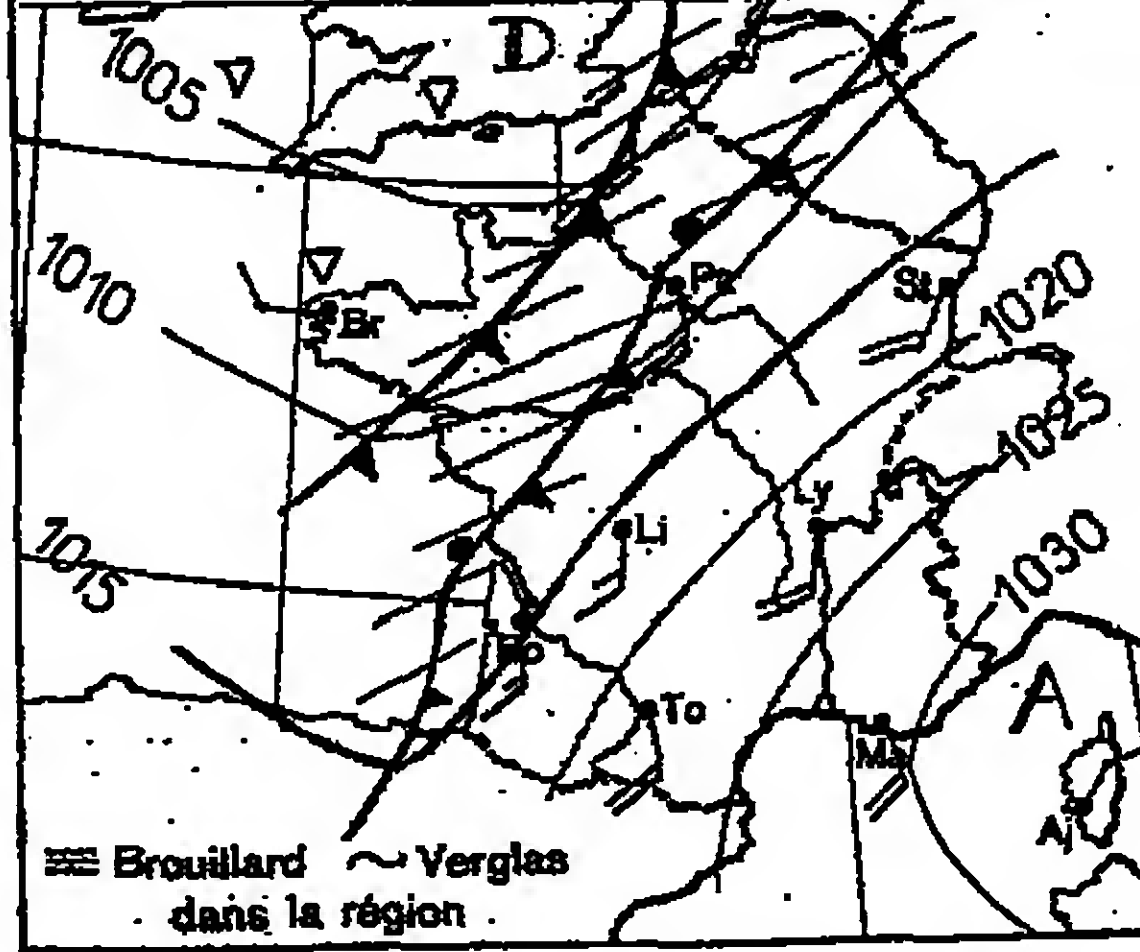 D
1005
1010
Br
Pa
St
1020
1025
1015
Li
Ly
1030
Bo
To
A
Ma
Aj
Brouillard Verglas
dans la région